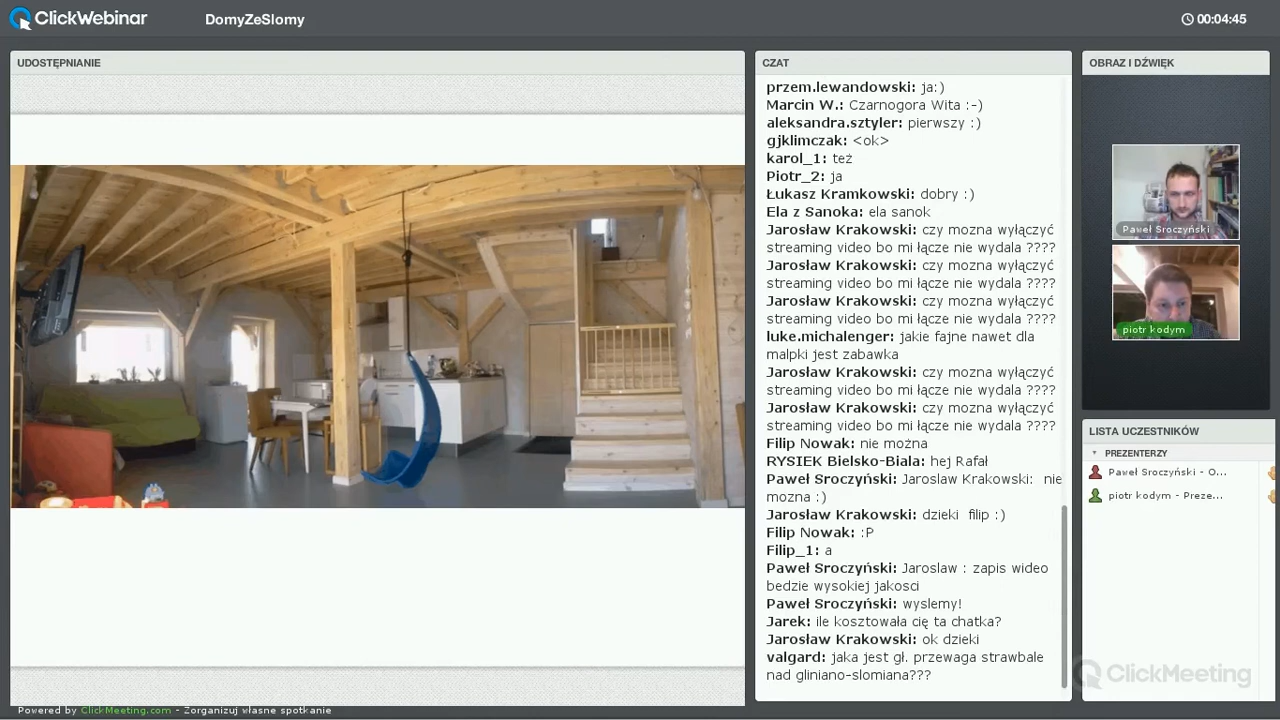 ClickWebinar
DomyZeSlomy
00:04:45
UDOSTĘPNIANIE
CZAT
przem.lewandowski: ja:)
Marcin W.: Czarnogora Wita :-)
aleksandra.sztyler: pierwszy :)
gjklimczak: <ok>
karol_1: też
Piotr_2: ja
Łukasz Kramkowski: dobry :)
Ela z Sanoka: ela sanok
Jarosław Krakowski: czy mozna wyłączyć
streaming video bo mi łącze nie wydala ????
Jarosław Krakowski: czy mozna wyłączyć
streaming video bo mi łącze nie wydala ????
Jarosław Krakowski: czy mozna wyłączyć
streaming video bo mi łącze nie wydala ????
luke.michalenger: jakie fajne nawet dla
malpki jest zabawka
Jarosław Krakowski: czy mozna wyłączyć
streaming video bo mi łącze nie wydala ????
Jarosław Krakowski: czy mozna wyłączyć
streaming video bo mi łącze nie wydala ????
Filip Nowak: nie można
RYSIEK Bielsko-Biala: hej Rafał
Paweł Sroczyński: Jaroslaw Krakowski: nie
mozna :)
Jarosław Krakowski: dzieki filip :)
Filip Nowak: :P
Filip_1: a
Paweł Sroczyński: Jaroslaw : zapis wideo
bedzie wysokiej jakosci
Paweł Sroczyński: wyslemy!
Jarek: ile kosztowała cię ta chatka?
Jarosław Krakowski: ok dzieki
valgard: jaka jest gł. przewaga strawbale
nad gliniano-slomiana???
OBRAZ I DŹWIĘK
Paweł Sroczyński
piotr kodym
LISTA UCZESTNIKÓW
PREZENTERZY
Paweł Sroczyński - O...
piotr kodym - Preze...
ClickMeeting
Powered by ClickMeeting.com - Zorganizuj własne spotkanie